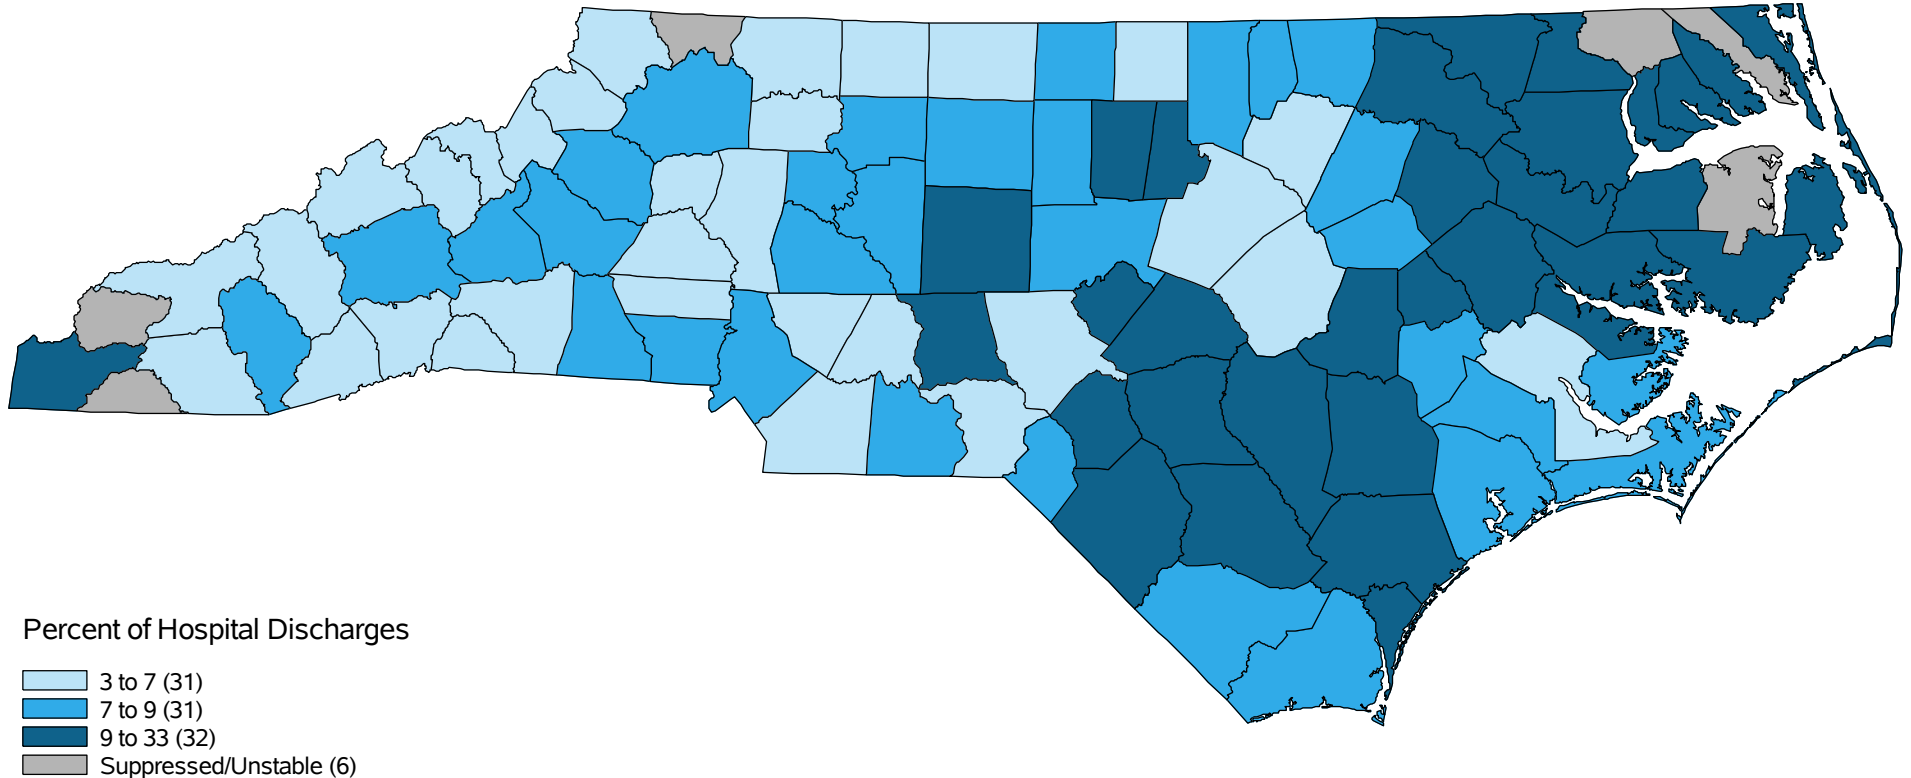 Percent of Hospital Discharges
3 to 7 (31)
7 to 9 (31)
9 to 33 (32)
Suppressed/Unstable (6)